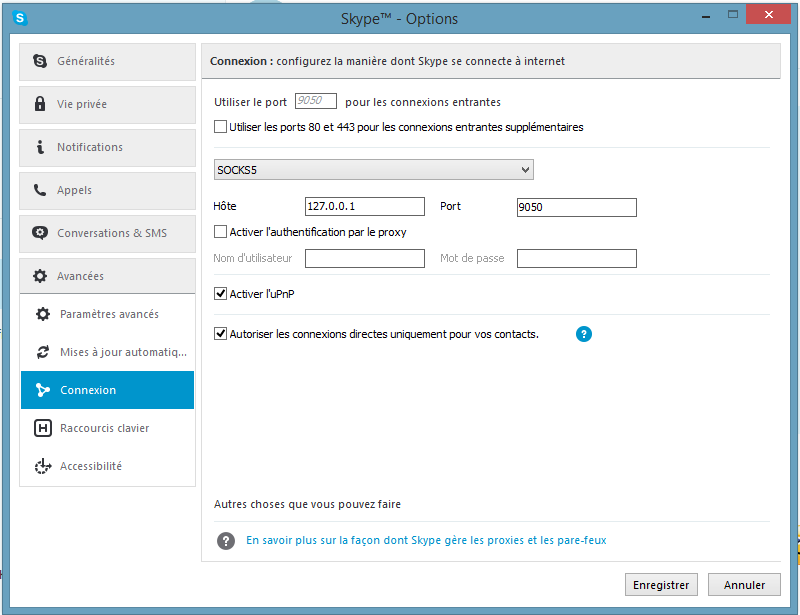 Skype™ - Options
Généralités
Vie privée
Notifications
Appels
Conversations & SMS
Avancées
Paramètres avancés
Mises à jour automatiq...
Connexion
Raccourcis clavier
Accessibilité
Connexion : configurez la manière dont Skype se connecte à internet
Utiliser le port 9050 pour les connexions entrantes
Utiliser les ports 80 et 443 pour les connexions entrantes supplémentaires
SOCKS5
Hôte 127.0.0.1 Port 9050
Activer l'authentification par le proxy
Nom d'utilisateur Mot de passe
Activer l'uPnP
Autoriser les connexions directes uniquement pour vos contacts. ?
Autres choses que vous pouvez faire
? En savoir plus sur la façon dont Skype gère les proxies et les pare-feux
Enregistrer Annuler